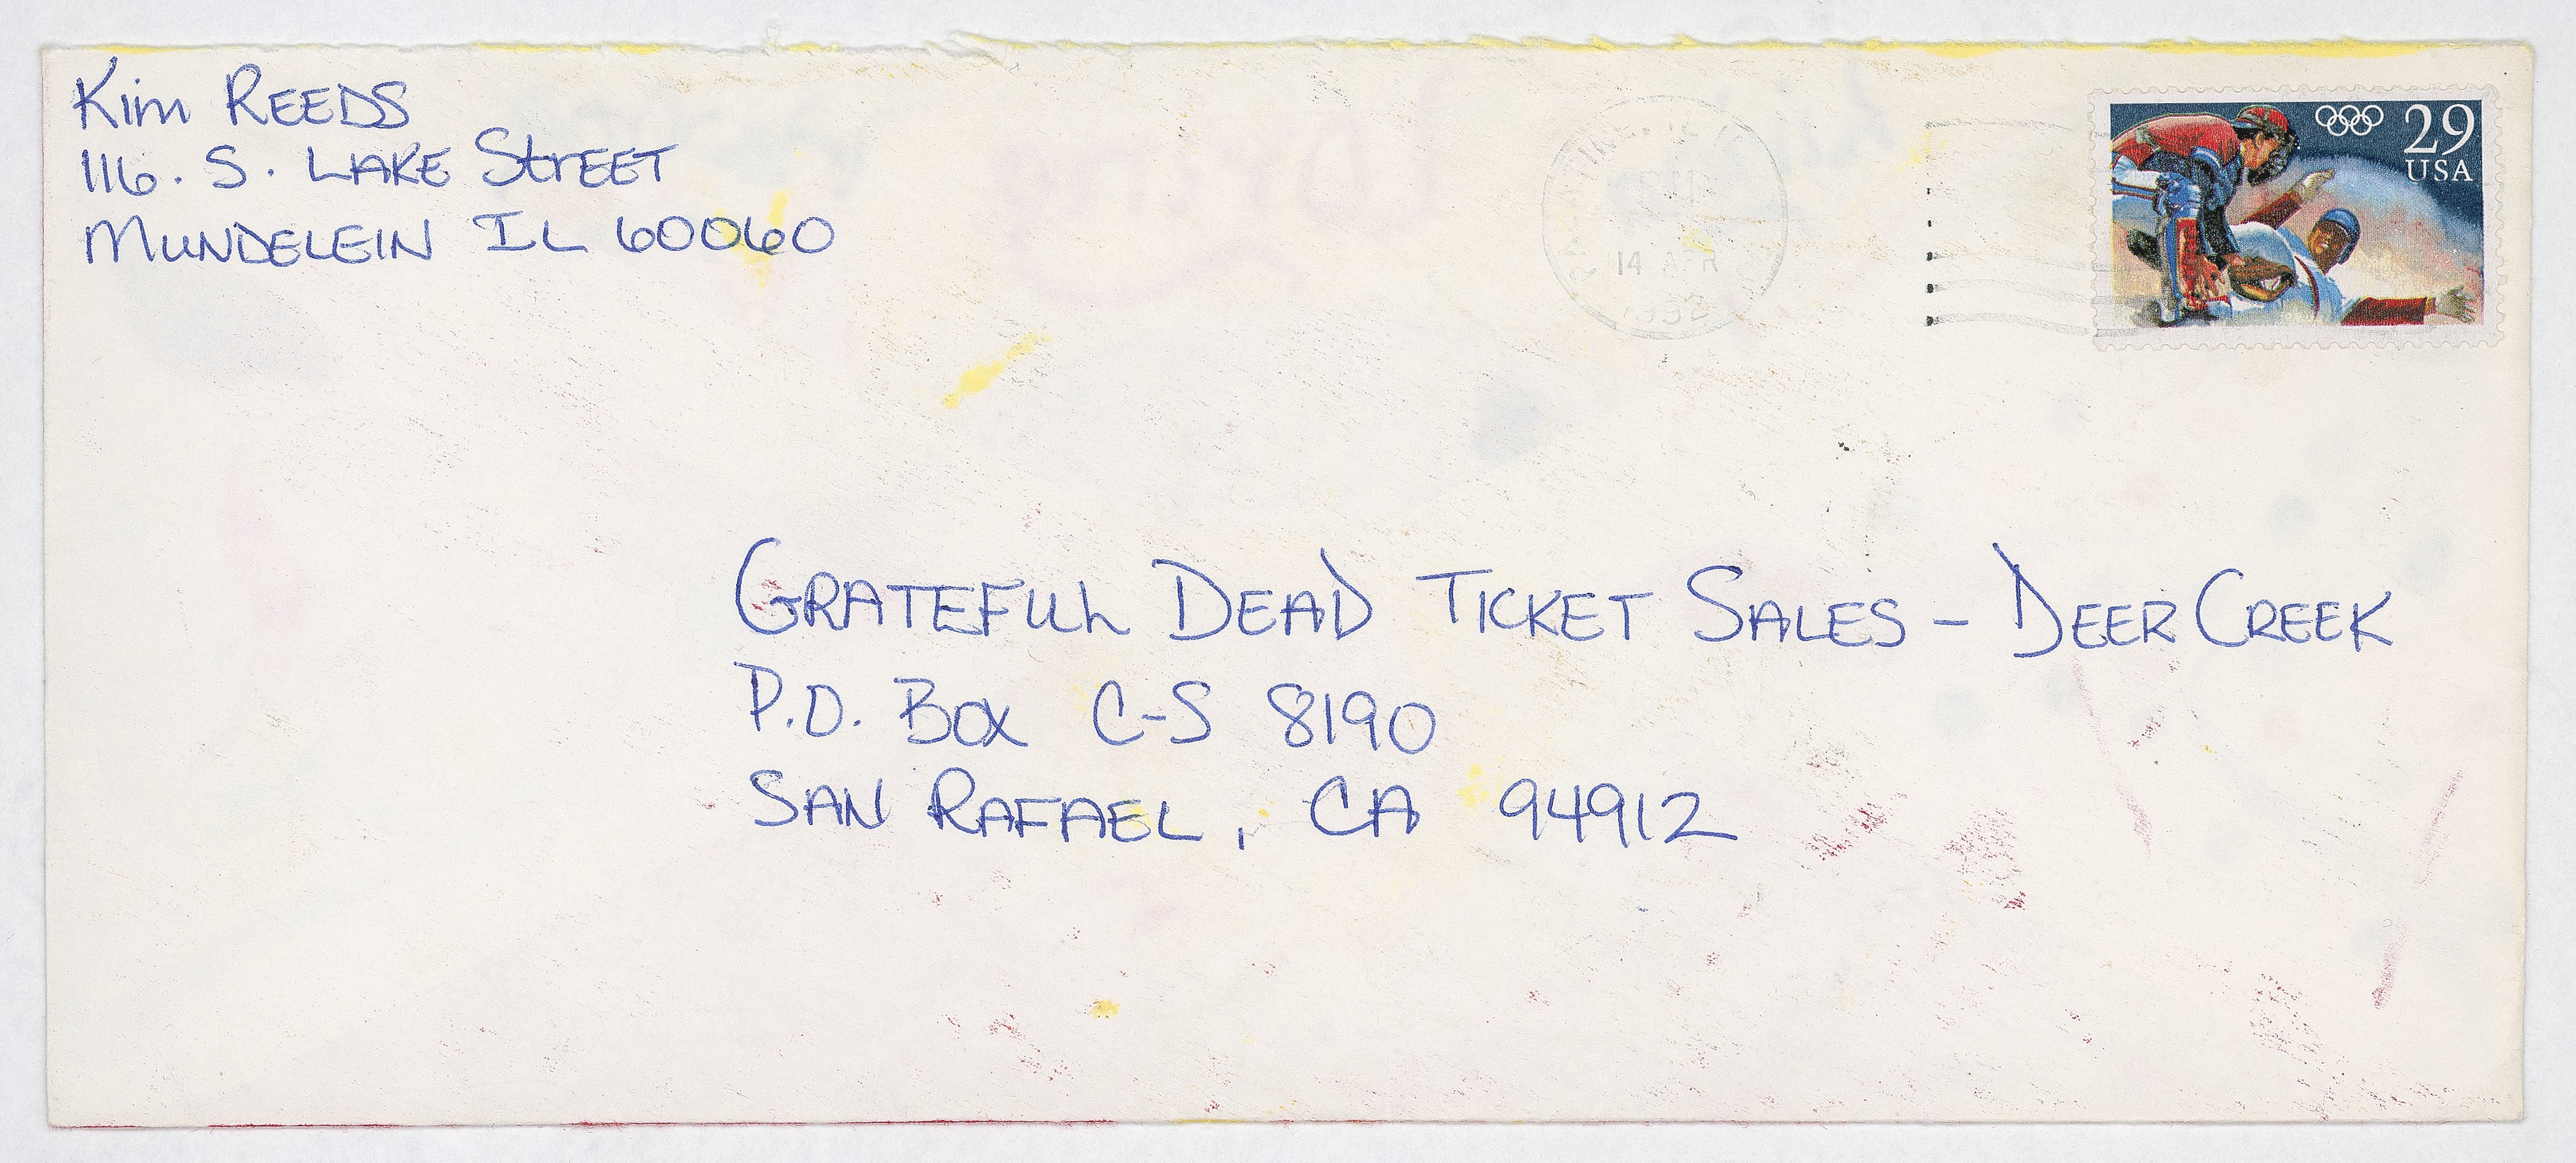 Kim REEDS
116. S. LAKE StrEET
MUNDELEIN IL 60060
14 APR
1992
29
USA
GRATEFUL DEAD TICKET SALES - DEER CREEK
P.O. Box C-S 8190
SAN RAFAEL, CA 94912